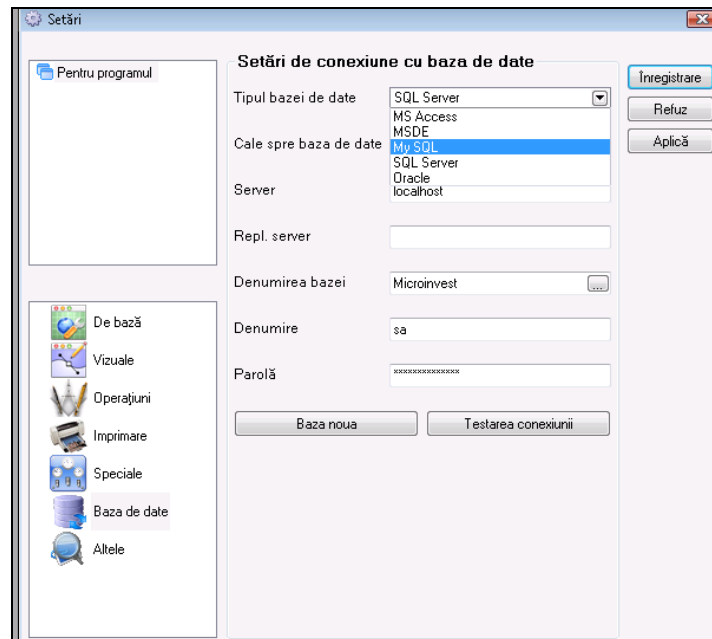 Setări
Pentru programul
Setări de conexiune cu baza de date
Tipul bazei de date
SQL Server
MS Access
MSDE
My SQL
SQL Server
Oracle
Cale spre baza de date
Server
localhost
Repl. server
Denumirea bazei
Microinvest
...
Denumire
sa
Parolă
**************
Baza noua
Testarea conexiunii
Înregistrare
Refuz
Aplică
De bază
Vizuale
Operaţiuni
Imprimare
Speciale
Baza de date
Altele